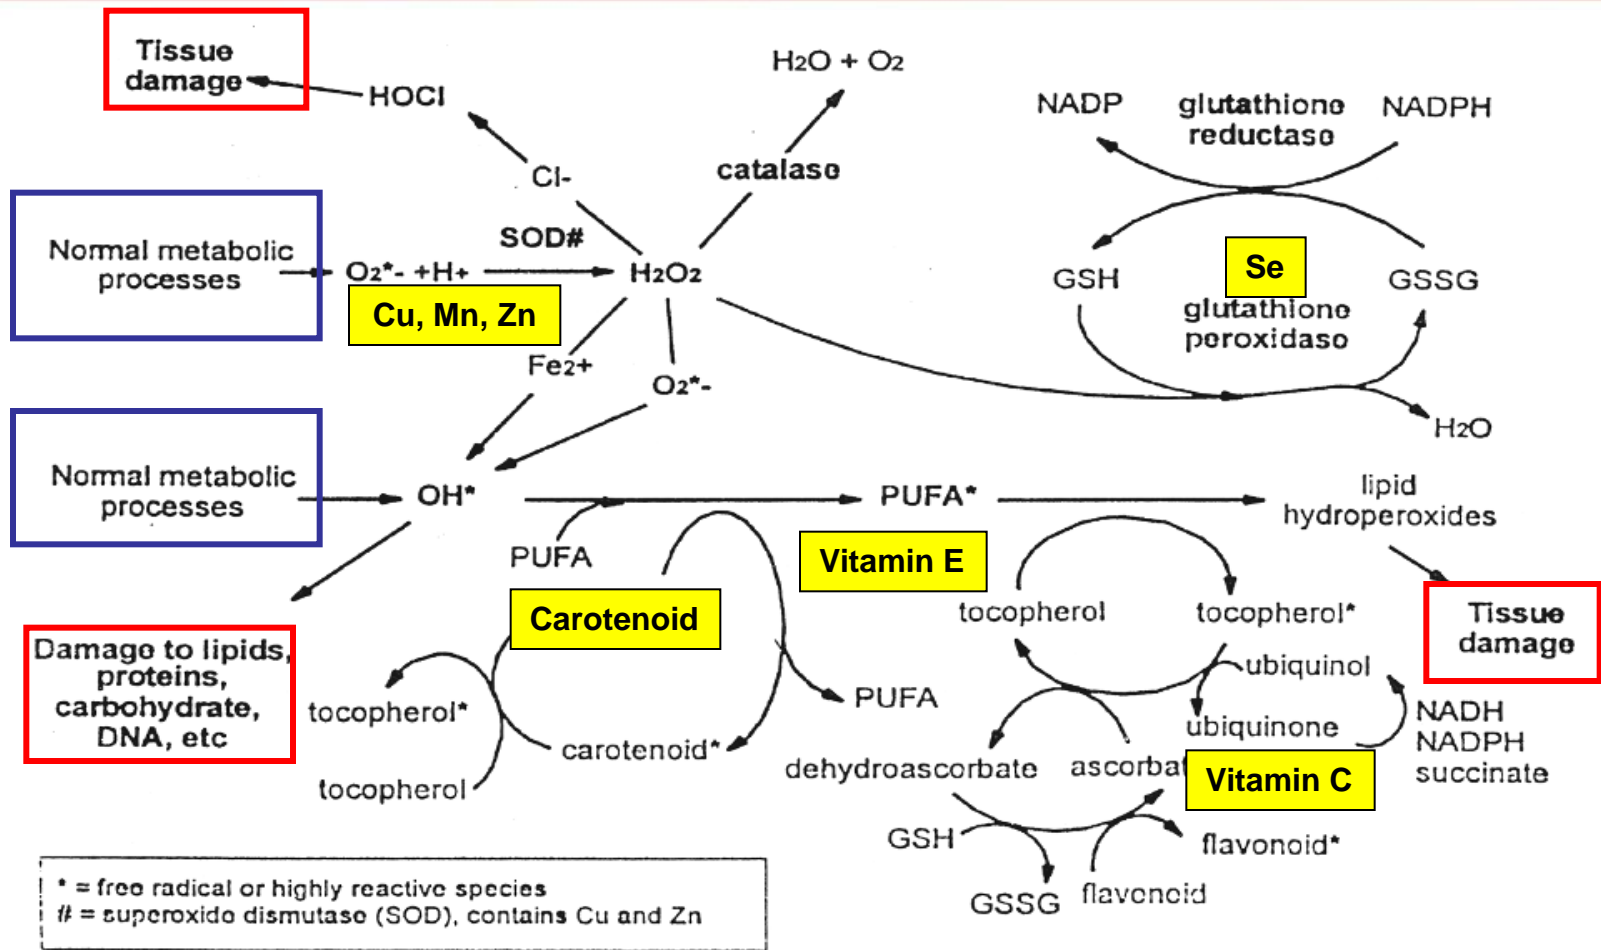 Tissue
damage
HOCl
H2O + O2
NADP
glutathione
reductase
NADPH
Cl-
catalase
SOD#
Normal metabolic
processes
O2*- +H+
H2O2
Cu, Mn, Zn
GSH
Se
GSSG
glutathione
peroxidase
Fe2+
O2*-
H2O
Normal metabolic
processes
OH*
PUFA*
lipid
hydroperoxides
PUFA
Vitamin E
Carotenoid
tocopherol
tocopherol*
Tissue
damage
Damage to lipids,
proteins,
carbohydrate,
DNA, etc
ubiquinol
tocopherol*
PUFA
ubiquinone
NADH
NADPH
succinate
carotenoid*
dehydroascorbate
ascorbat
Vitamin C
tocopherol
GSH
flavonoid*
GSSG
flavonoid
* = free radical or highly reactive species
# = superoxide dismutase (SOD), contains Cu and Zn